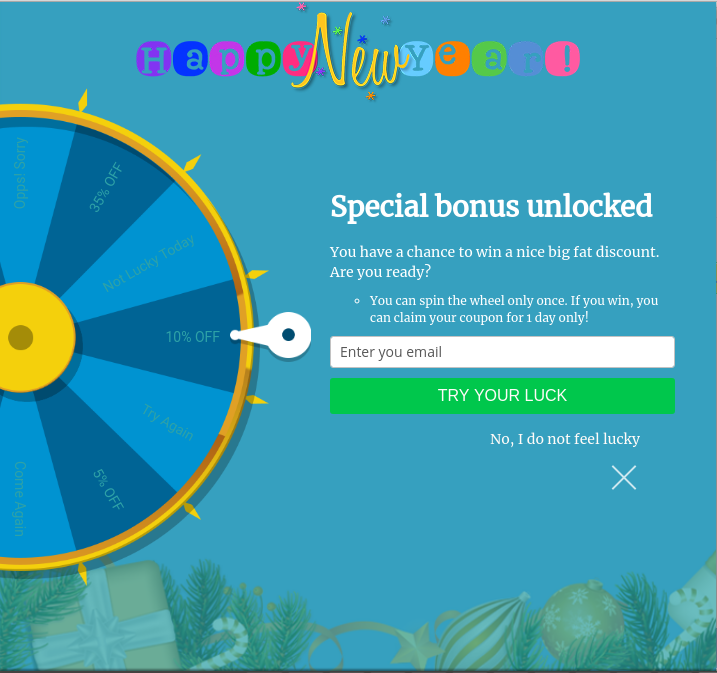 Happy New Year!
Opps! Sorry
35% OFF
Not Lucky Today
10% OFF
Try Again
5% OFF
Come Again
Special bonus unlocked
You have a chance to win a nice big fat discount.
Are you ready?
You can spin the wheel only once. If you win, you
can claim your coupon for 1 day only!
Enter you email
TRY YOUR LUCK
No, I do not feel lucky